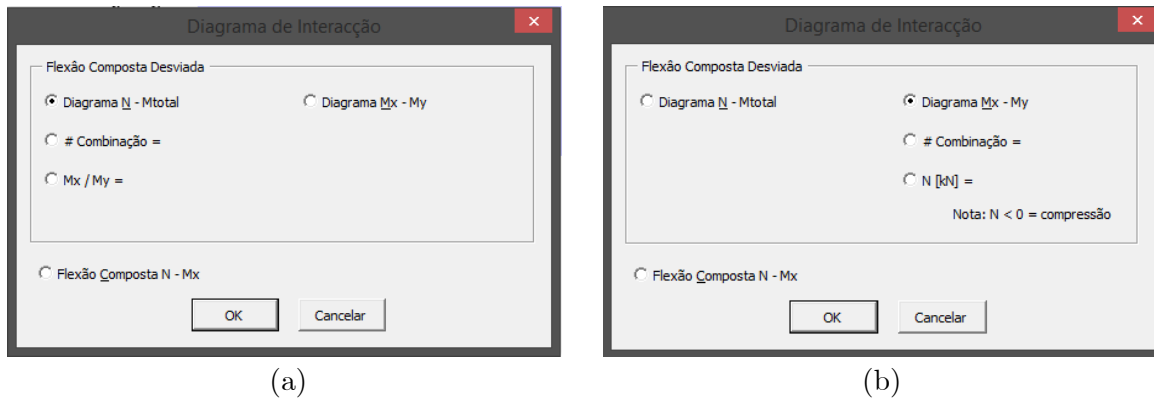 Diagrama de Interacção
Flexão Composta Desviada
Diagrama N - Mtotal
Diagrama Mx - My
# Combinação =
Mx / My =
Flexão Composta N - Mx
OK
Cancelar
(a)
Diagrama de Interacção
Flexão Composta Desviada
Diagrama N - Mtotal
Diagrama Mx - My
# Combinação =
N [kN] =
Nota: N < 0 = compressão
Flexão Composta N - Mx
OK
Cancelar
(b)